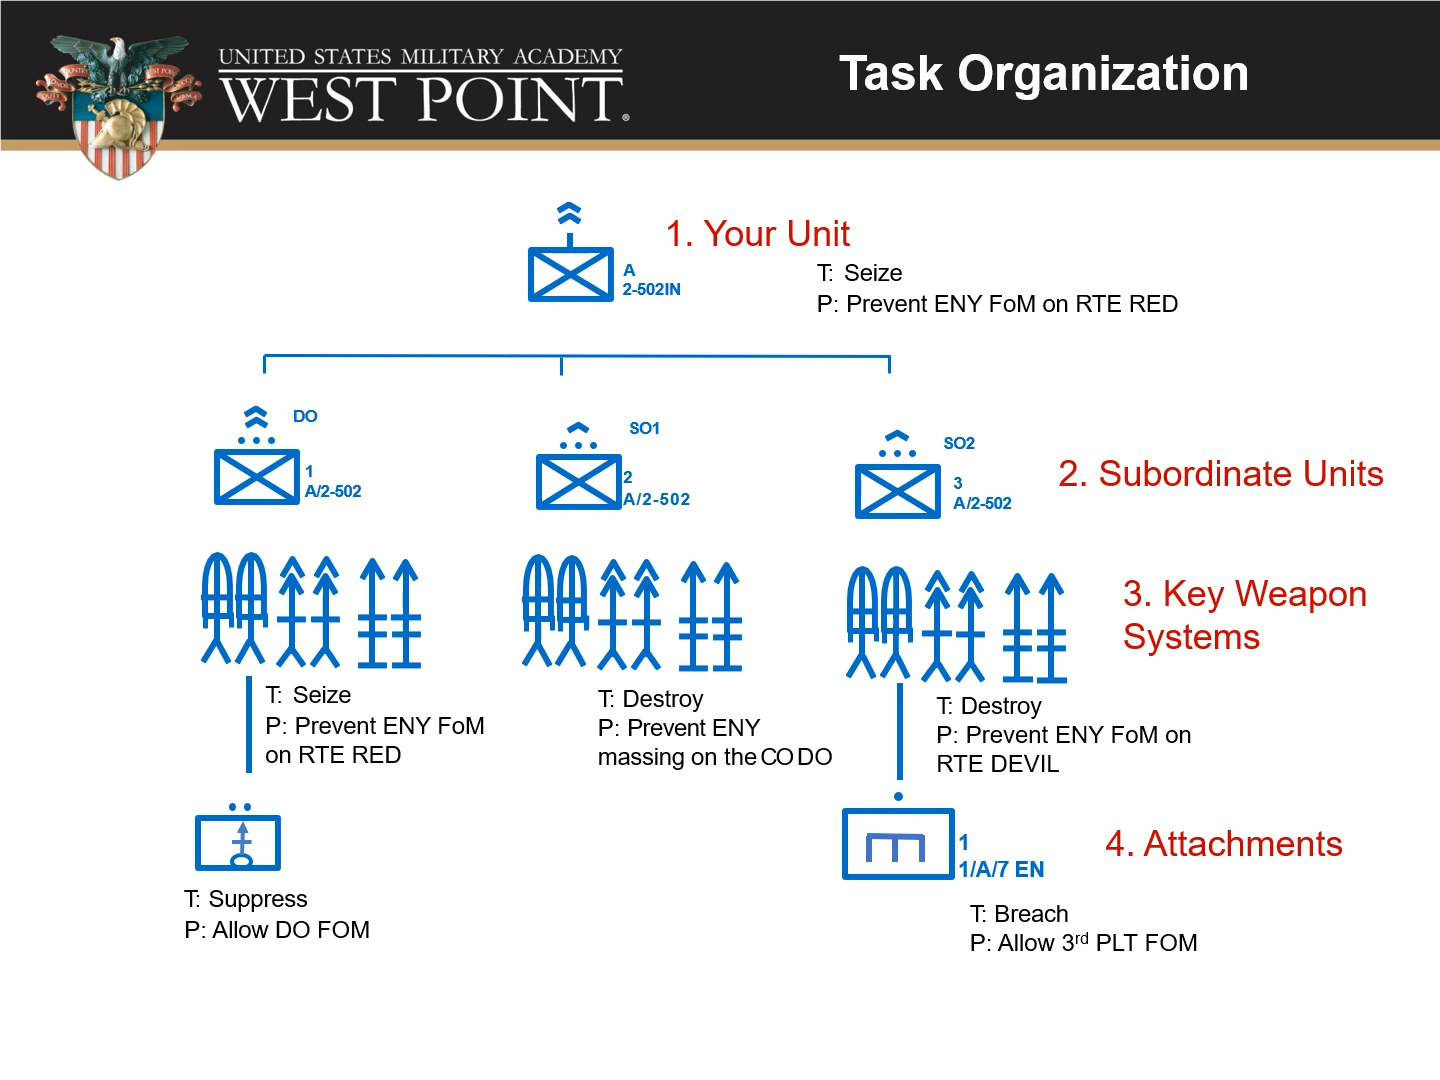 UNITED STATES MILITARY ACADEMY
WEST POINT®
Task Organization
1. Your Unit
A
2-502IN
T: Seize
P: Prevent ENY FoM on RTE RED
DO
1
A/2-502
SO1
2
A/2-502
SO2
3
A/2-502
2. Subordinate Units
3. Key Weapon
Systems
T: Seize
P: Prevent ENY FoM
on RTE RED
T: Destroy
P: Prevent ENY
massing on the CO DO
T: Destroy
P: Prevent ENY FoM on
RTE DEVIL
1
1/A/7 EN
4. Attachments
T: Suppress
P: Allow DO FOM
T: Breach
P: Allow 3rd PLT FOM